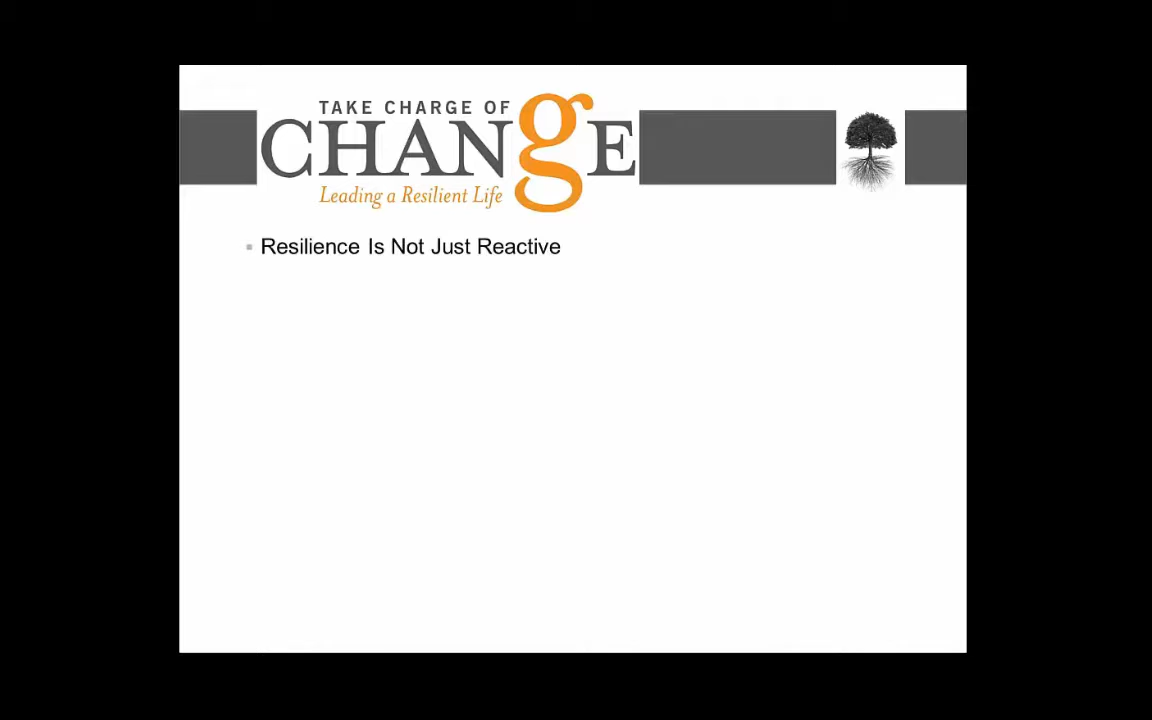 TAKE CHARGE OF
CHANgE
Leading a Resilient Life
Resilience Is Not Just Reactive